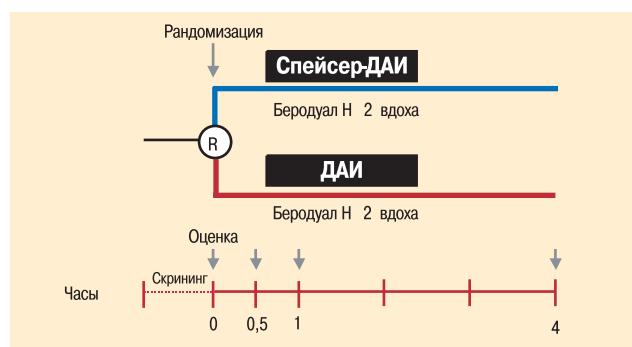 Рандомизация
Спейсер-ДАИ
Беродуал Н 2 вдоха
R
ДАИ
Беродуал Н 2 вдоха
Оценка
Скрининг
Часы
0 0,5 1 4